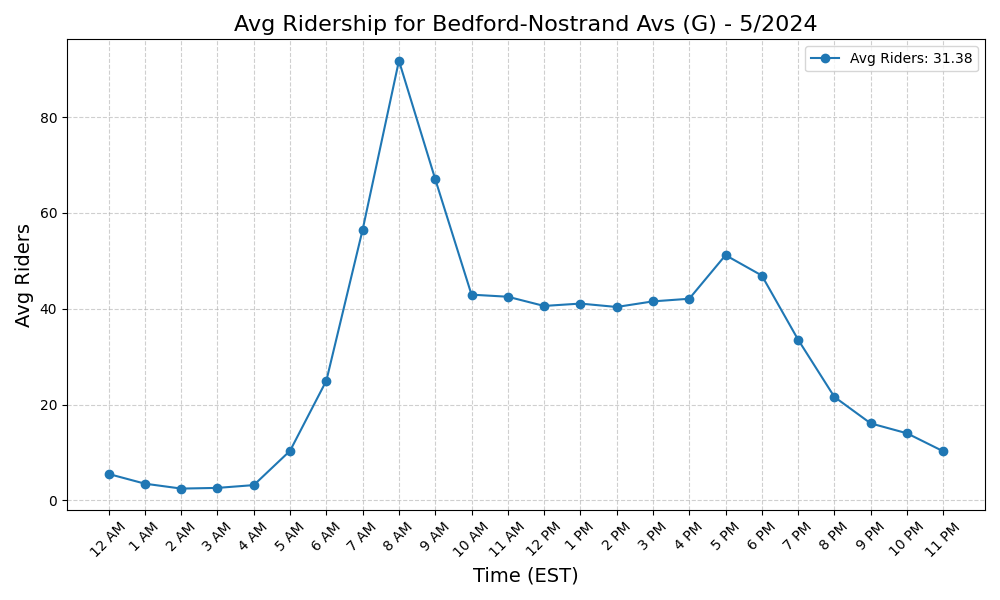 Avg Ridership for Bedford-Nostrand Avs (G) - 5/2024
Avg Riders: 31.38
Avg Riders
80
60
40
20
0
12 AM
1 AM
2 AM
3 AM
4 AM
5 AM
6 AM
7 AM
8 AM
9 AM
10 AM
11 AM
12 PM
1 PM
2 PM
3 PM
4 PM
5 PM
6 PM
7 PM
8 PM
9 PM
10 PM
11 PM
Time (EST)